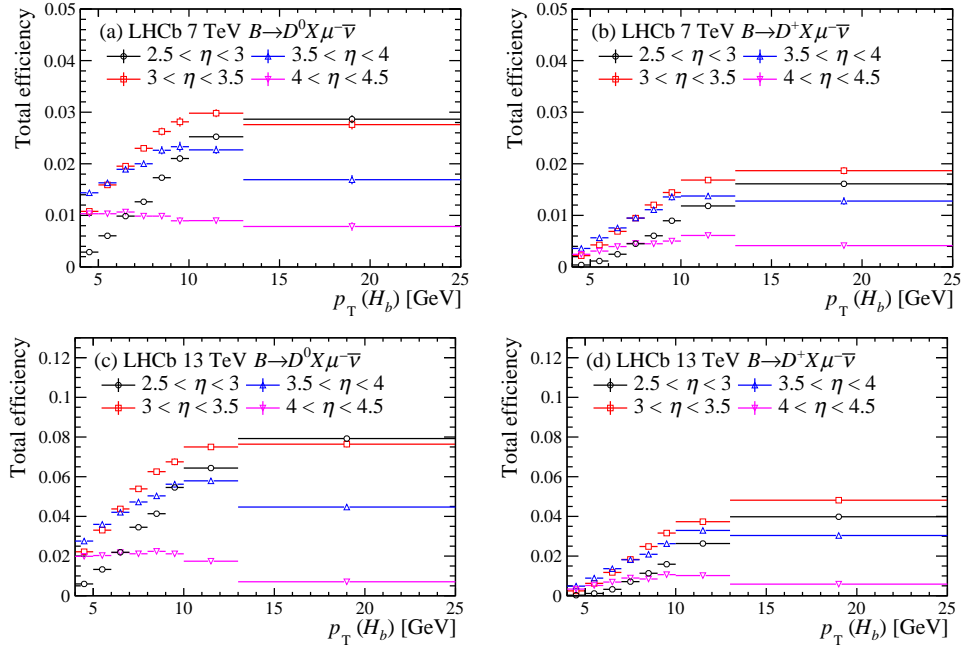 (a) LHCb 7 TeV B→D⁰Xμ⁻ν̅
2.5 < η < 3
3.5 < η < 4
3 < η < 3.5
4 < η < 4.5
Total efficiency
0.05
0.04
0.03
0.02
0.01
0
5 10 15 20 25
p_T (H_b) [GeV]
(b) LHCb 7 TeV B→D⁺Xμ⁻ν̅
2.5 < η < 3
3.5 < η < 4
3 < η < 3.5
4 < η < 4.5
Total efficiency
0.05
0.04
0.03
0.02
0.01
0
5 10 15 20 25
p_T (H_b) [GeV]
(c) LHCb 13 TeV B→D⁰Xμ⁻ν̅
2.5 < η < 3
3.5 < η < 4
3 < η < 3.5
4 < η < 4.5
Total efficiency
0.12
0.1
0.08
0.06
0.04
0.02
0
5 10 15 20 25
p_T (H_b) [GeV]
(d) LHCb 13 TeV B→D⁺Xμ⁻ν̅
2.5 < η < 3
3.5 < η < 4
3 < η < 3.5
4 < η < 4.5
Total efficiency
0.12
0.1
0.08
0.06
0.04
0.02
0
5 10 15 20 25
p_T (H_b) [GeV]